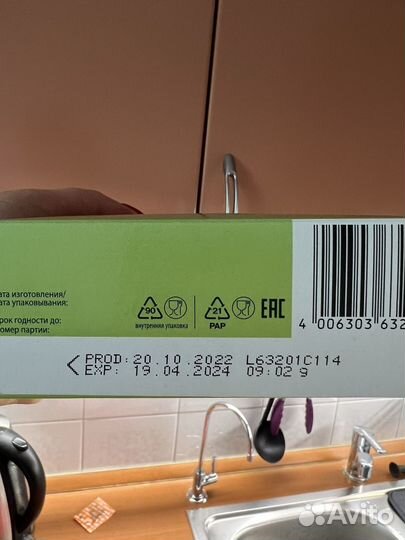 ата изготовления/
ата упаковывания:
рок годности до:
омер партии:
90
внутренняя упаковка
21
PAP
EAC
4 006303 632
PROD: 20.10.2022 L63201C114
EXP: 19.04.2024 09:02 9
Avito